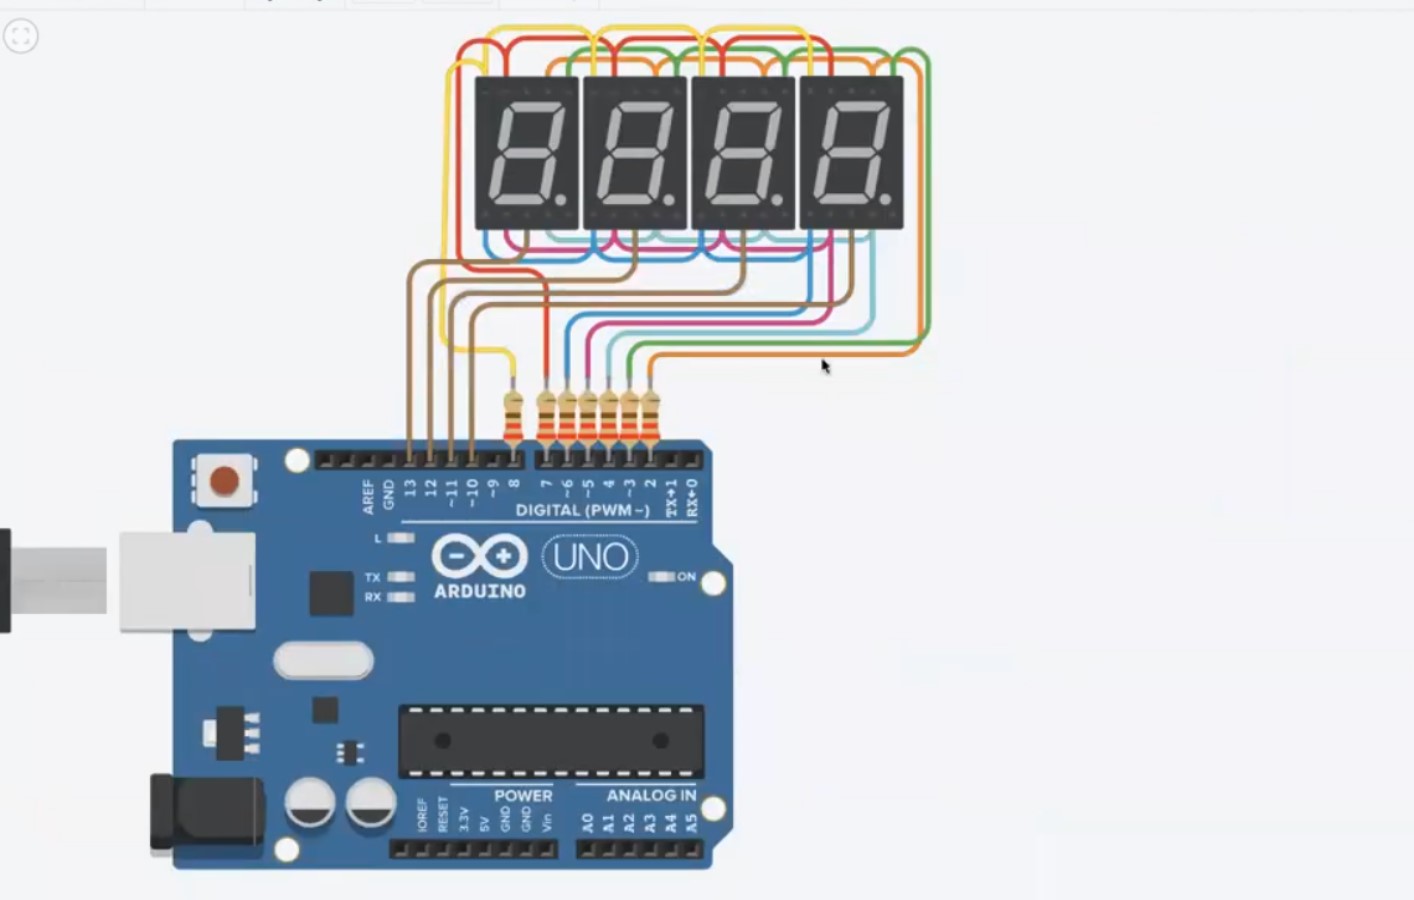 AREF
GND
13
12
~11
~10
~9
8
7
~6
~5
4
~3
2
TX→1
RX←0
DIGITAL (PWM~)
L
TX
RX
ARDUINO
UNO
ON
POWER
ANALOG IN
IOREF
RESET
3.3V
5V
GND
GND
Vin
A0
A1
A2
A3
A4
A5